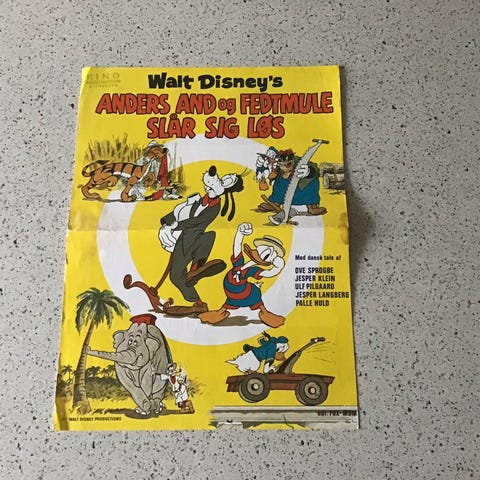 KINO
Walt Disney's
ANDERS AND og FEDTMULE
SLÅR SIG LØS
Med dansk tale af
OVE SPROGØE
JESPER KLEIN
ULF PILGAARD
JESPER LANGBERG
PALLE HULD
WALT DISNEY PRODUCTIONS